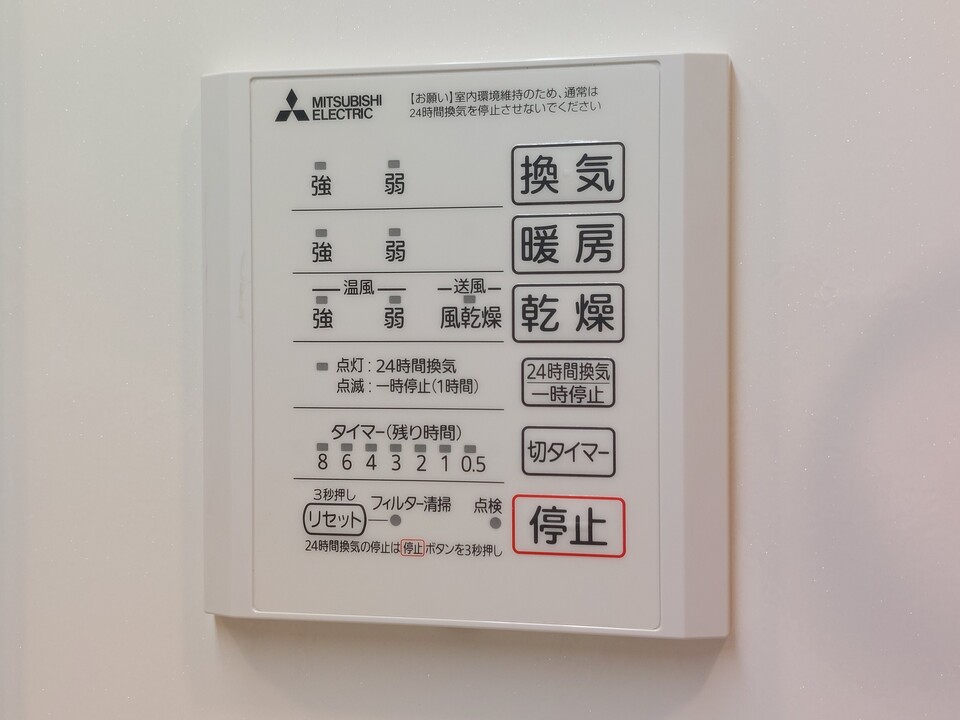 MITSUBISHI
ELECTRIC
【お願い】室内環境維持のため、通常は
24時間換気を停止させないでください
強 弱 換気
強 弱 暖房
温風 送風
強 弱 風乾燥 乾燥
点灯：24時間換気
点滅：一時停止(1時間)
24時間換気
一時停止
タイマー(残り時間)
8 6 4 3 2 1 0.5
切タイマー
3秒押し
リセット フィルター清掃 点検
停止
24時間換気の停止は停止ボタンを3秒押し